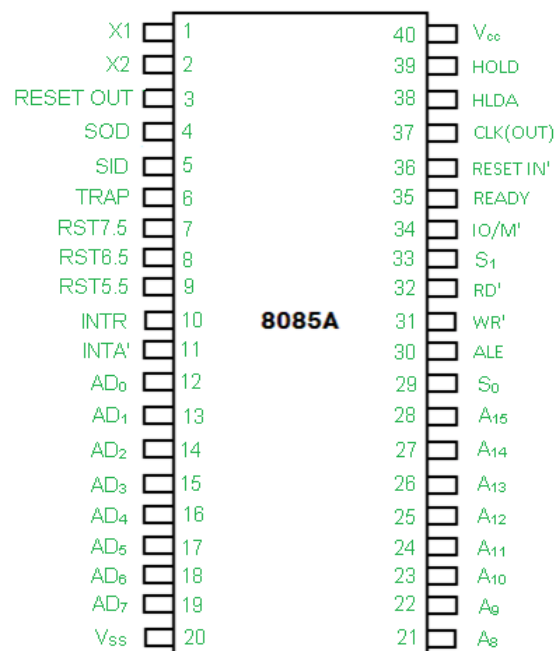 X1 1 40 Vcc
X2 2 39 HOLD
RESET OUT 3 38 HLDA
SOD 4 37 CLK(OUT)
SID 5 36 RESET IN'
TRAP 6 35 READY
RST7.5 7 34 IO/M'
RST6.5 8 33 S₁
RST5.5 9 32 RD'
INTR 10 8085A 31 WR'
INTA' 11 30 ALE
AD₀ 12 29 S₀
AD₁ 13 28 A₁₅
AD₂ 14 27 A₁₄
AD₃ 15 26 A₁₃
AD₄ 16 25 A₁₂
AD₅ 17 24 A₁₁
AD₆ 18 23 A₁₀
AD₇ 19 22 A₉
Vss 20 21 A₈